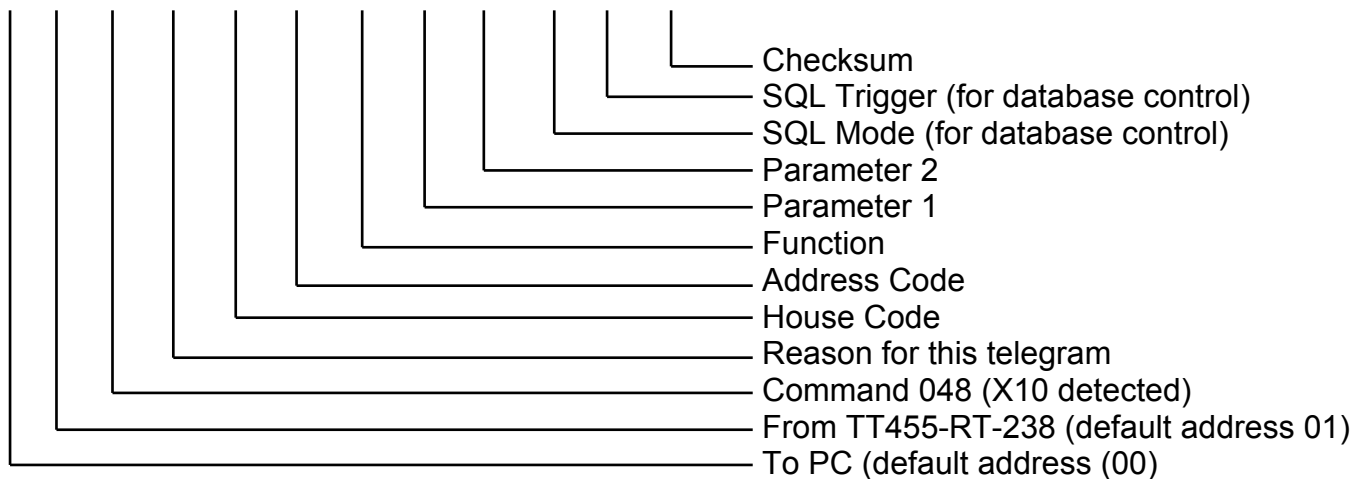 Checksum
SQL Trigger (for database control)
SQL Mode (for database control)
Parameter 2
Parameter 1
Function
Address Code
House Code
Reason for this telegram
Command 048 (X10 detected)
From TT455-RT-238 (default address 01)
To PC (default address (00)